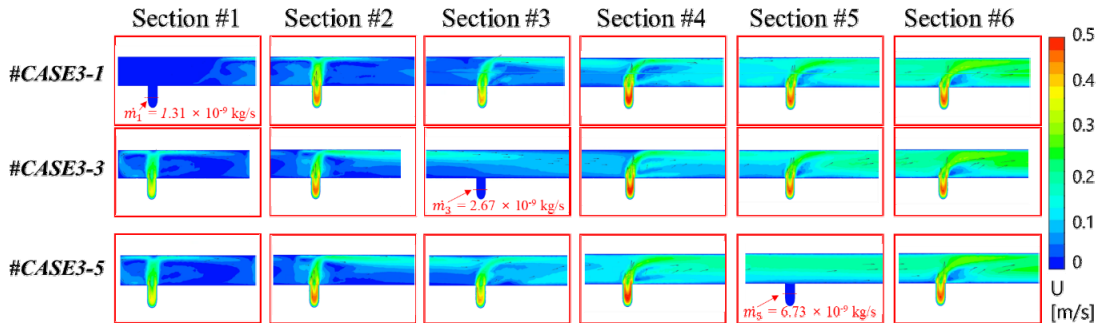 Section #1 Section #2 Section #3 Section #4 Section #5 Section #6
#CASE3-1
ṁ₁ = 1.31 × 10⁻⁹ kg/s
#CASE3-3
ṁ₃ = 2.67 × 10⁻⁹ kg/s
#CASE3-5
ṁ₅ = 6.73 × 10⁻⁹ kg/s
0.5
0.4
0.3
0.2
0.1
0
U
[m/s]